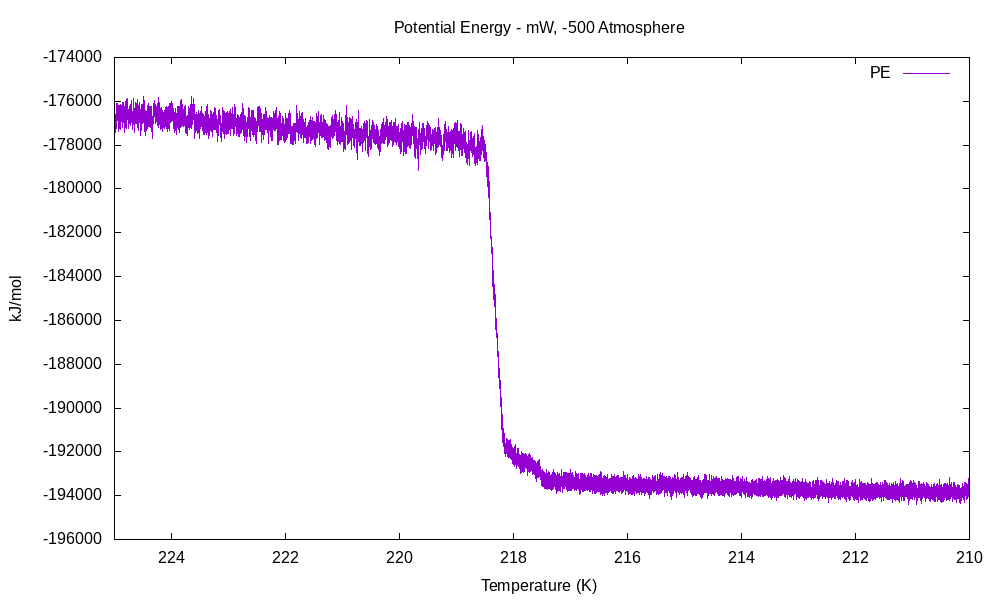 Potential Energy - mW, -500 Atmosphere
PE
-174000
-176000
-178000
-180000
-182000
-184000
-186000
-188000
-190000
-192000
-194000
-196000
kJ/mol
224 222 220 218 216 214 212 210
Temperature (K)